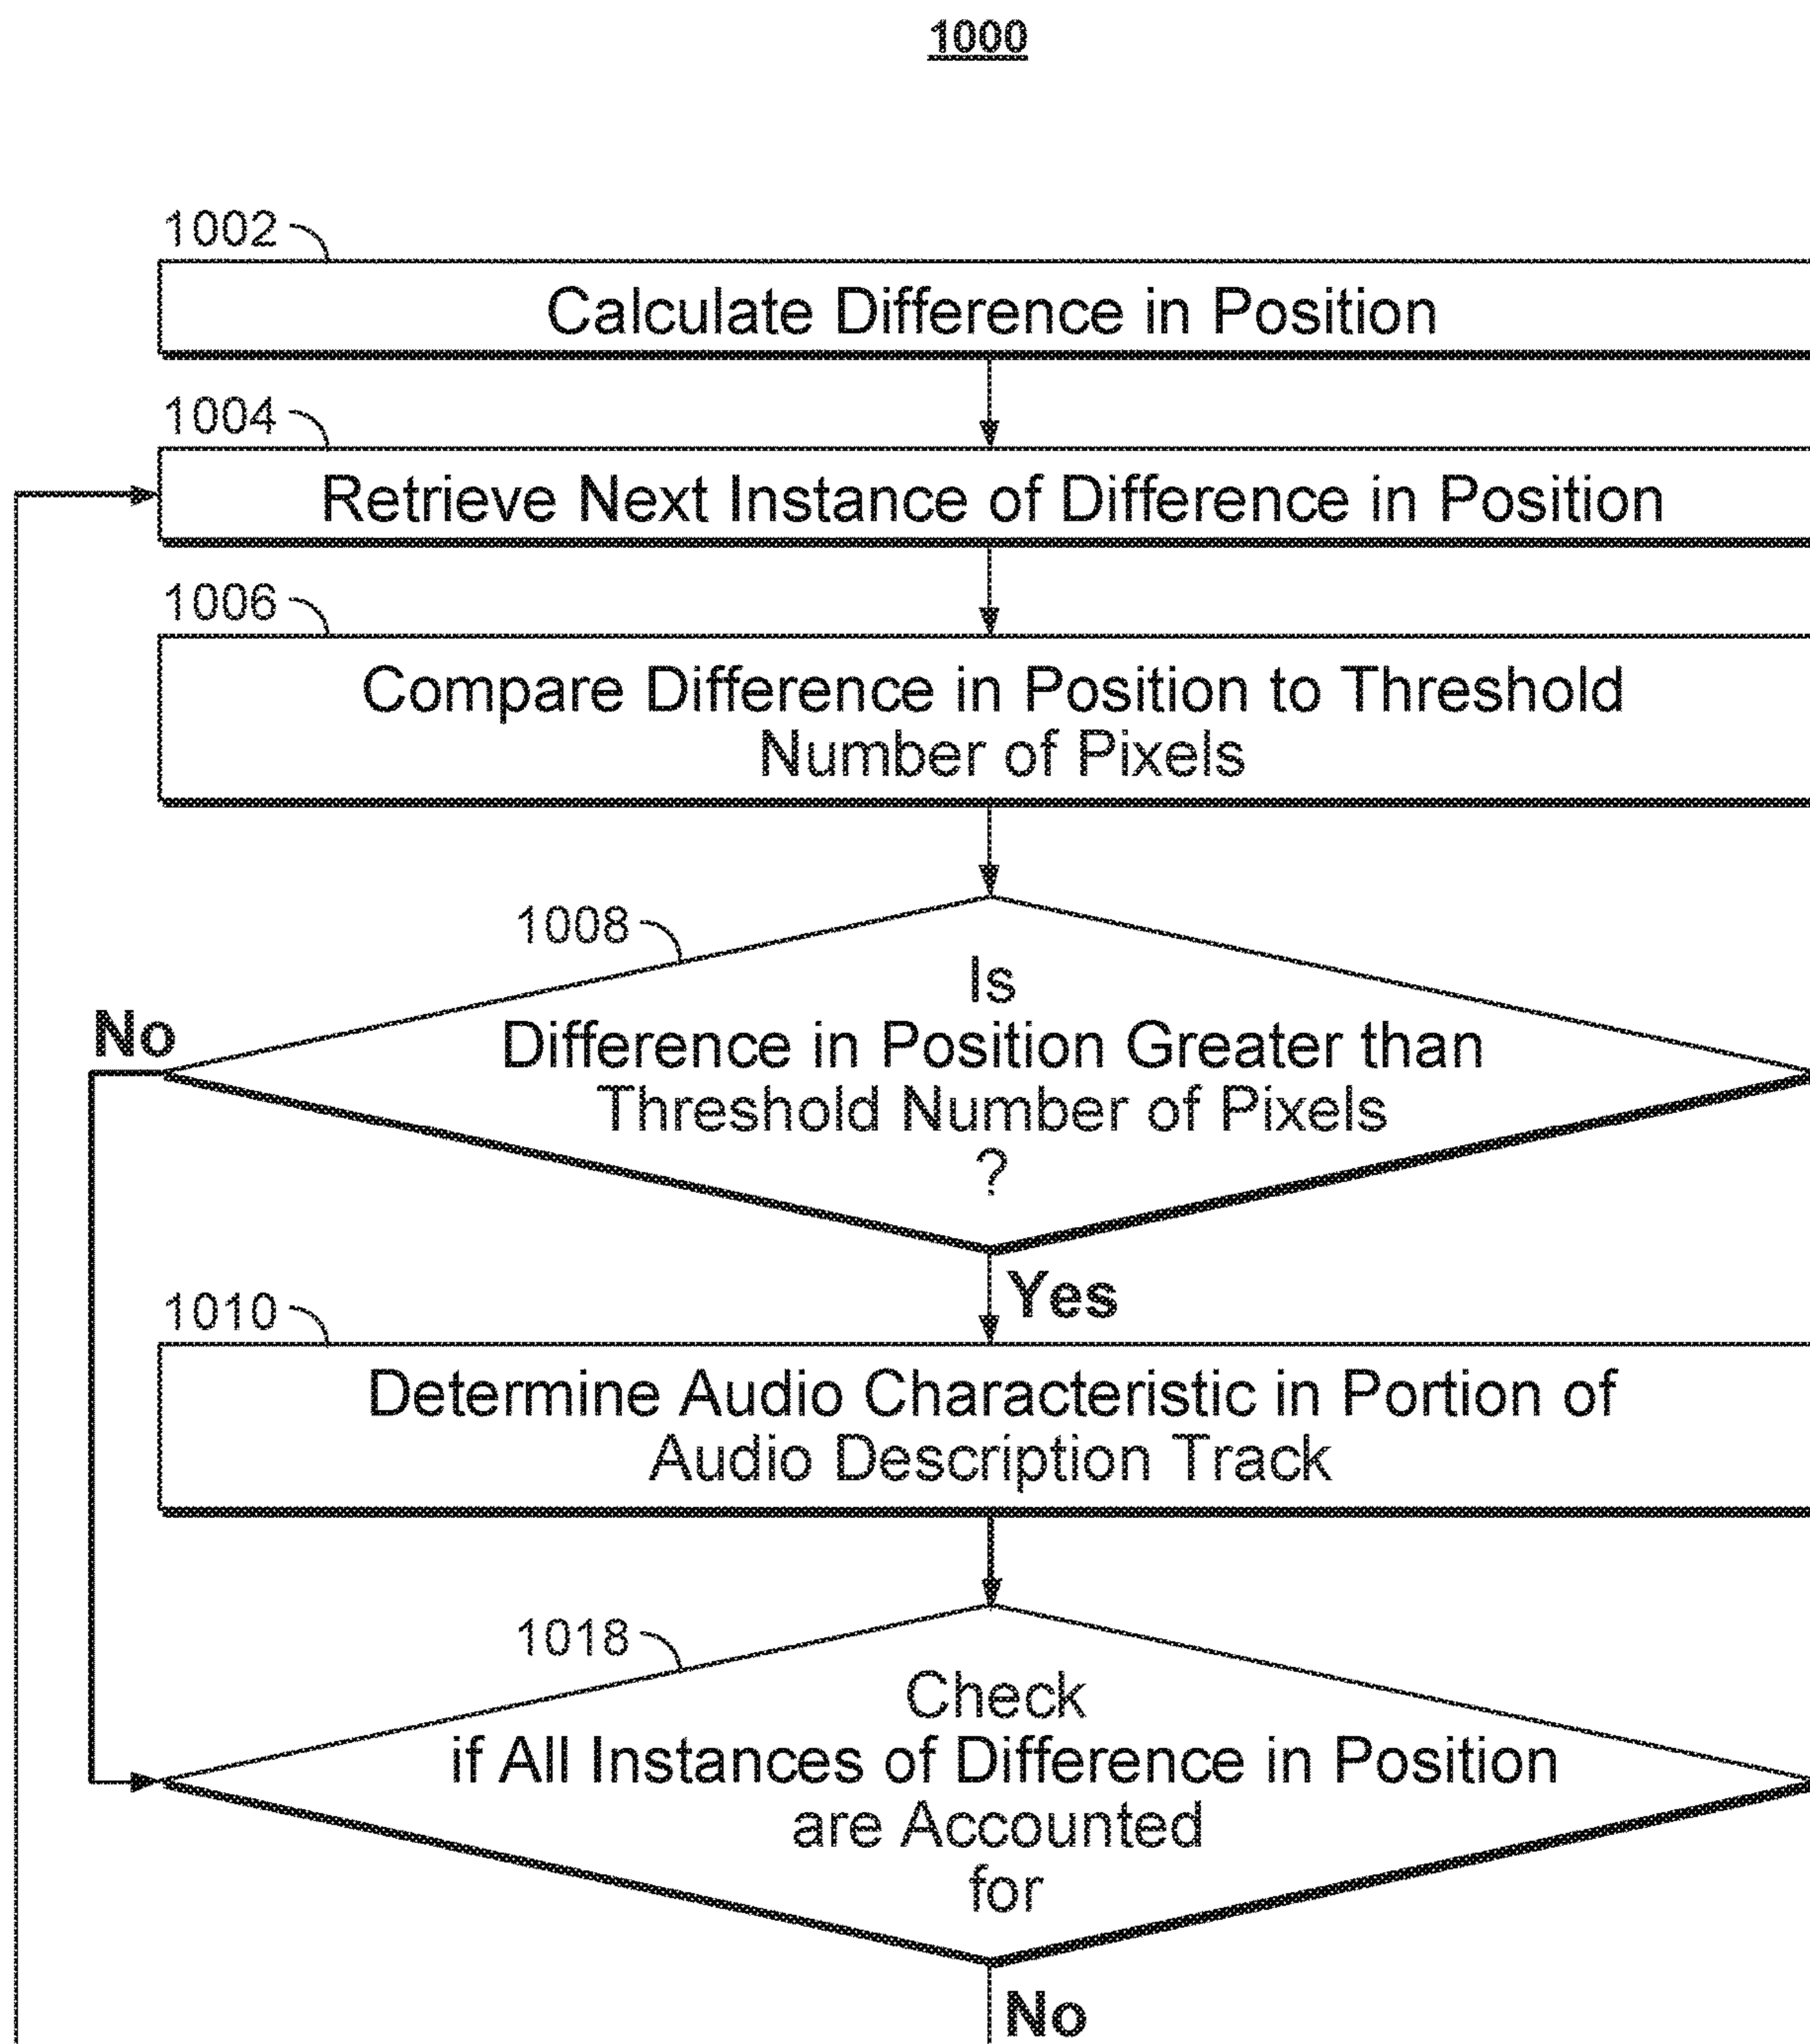 1000
1002
Calculate Difference in Position
1004
Retrieve Next Instance of Difference in Position
1006
Compare Difference in Position to Threshold
Number of Pixels
1008
Is
Difference in Position Greater than
Threshold Number of Pixels
?
No
Yes
1010
Determine Audio Characteristic in Portion of
Audio Description Track
1018
Check
if All Instances of Difference in Position
are Accounted
for
No